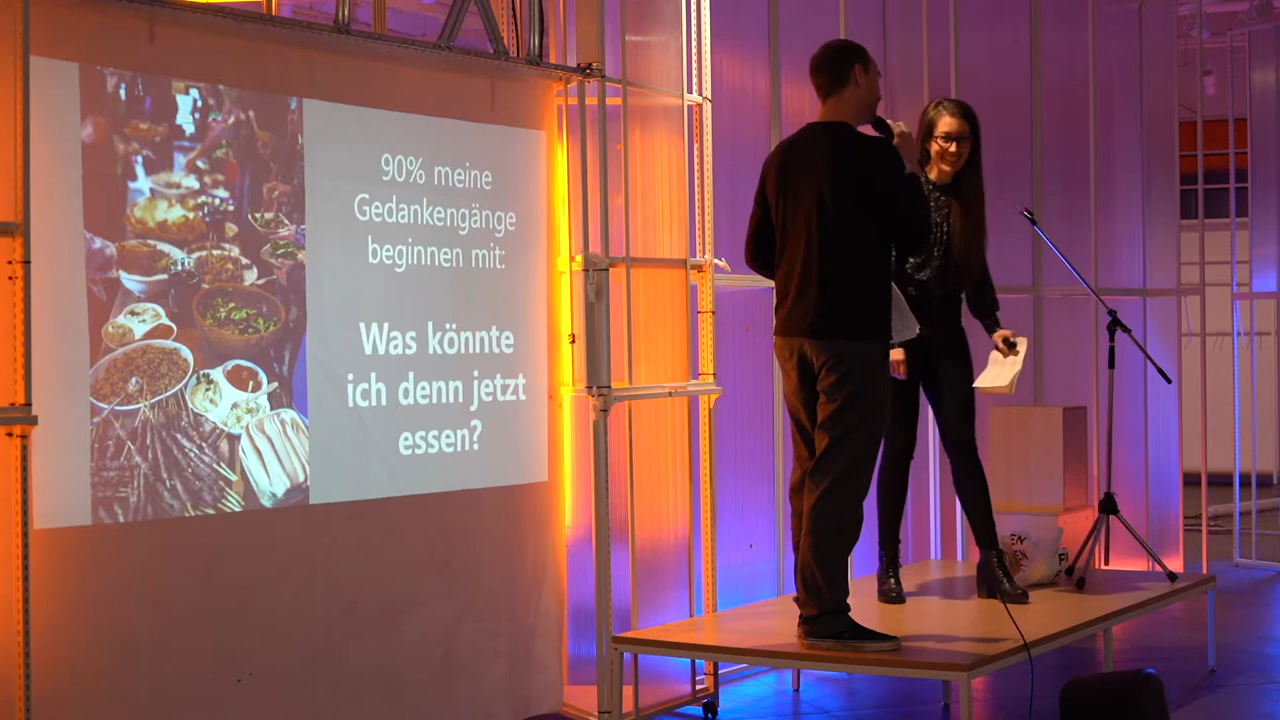 90% meine
Gedankengänge
beginnen mit:
Was könnte
ich denn jetzt
essen?